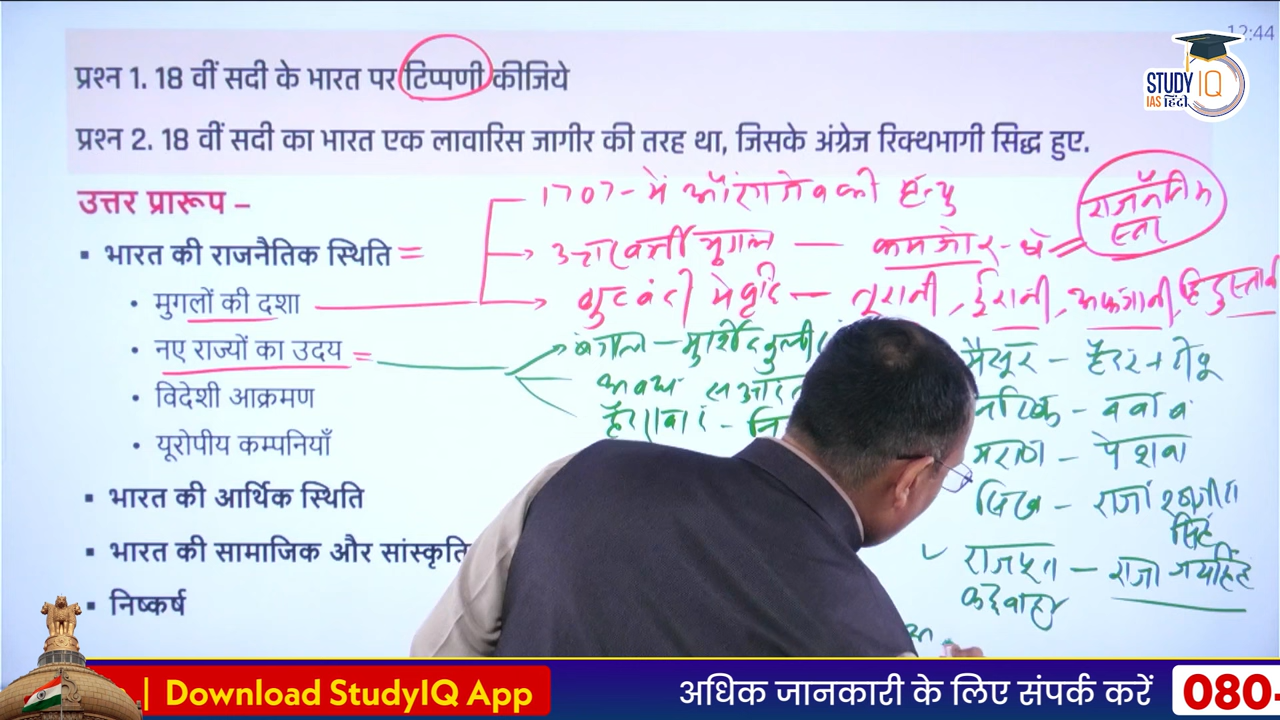 12:44
STUDY IQ
IAS हिंदी
प्रश्न 1. 18 वीं सदी के भारत पर टिप्पणी कीजिये
प्रश्न 2. 18 वीं सदी का भारत एक लावारिस जागीर की तरह था, जिसके अंग्रेज रिक्थभागी सिद्ध हुए.
उत्तर प्रारूप –
1707 - में औरंगजेब की मृत्यु
राजनैतिक
▪ भारत की राजनैतिक स्थिति =
उत्तरवर्ती मुगल — कमजोर - थे
• मुगलों की दशा
गुटबंदी में वृद्धि — तूरानी, ईरानी, अफगानी, हिंदुस्तानी
• नए राज्यों का उदय =
बंगाल – मुर्शीद कुली
मैसूर – हैदर + टीपू
• विदेशी आक्रमण
अवध
कर्नाटक – नवाब
हैदराबाद - नि
• यूरोपीय कम्पनियाँ
मराठा – पेशवा
▪ भारत की आर्थिक स्थिति
सिख – राजा रणजीत सिंह
▪ भारत की सामाजिक और सांस्कृति
राजपूत – राजा जयसिंह
▪ निष्कर्ष
| Download StudyIQ App
अधिक जानकारी के लिए संपर्क करें
080-